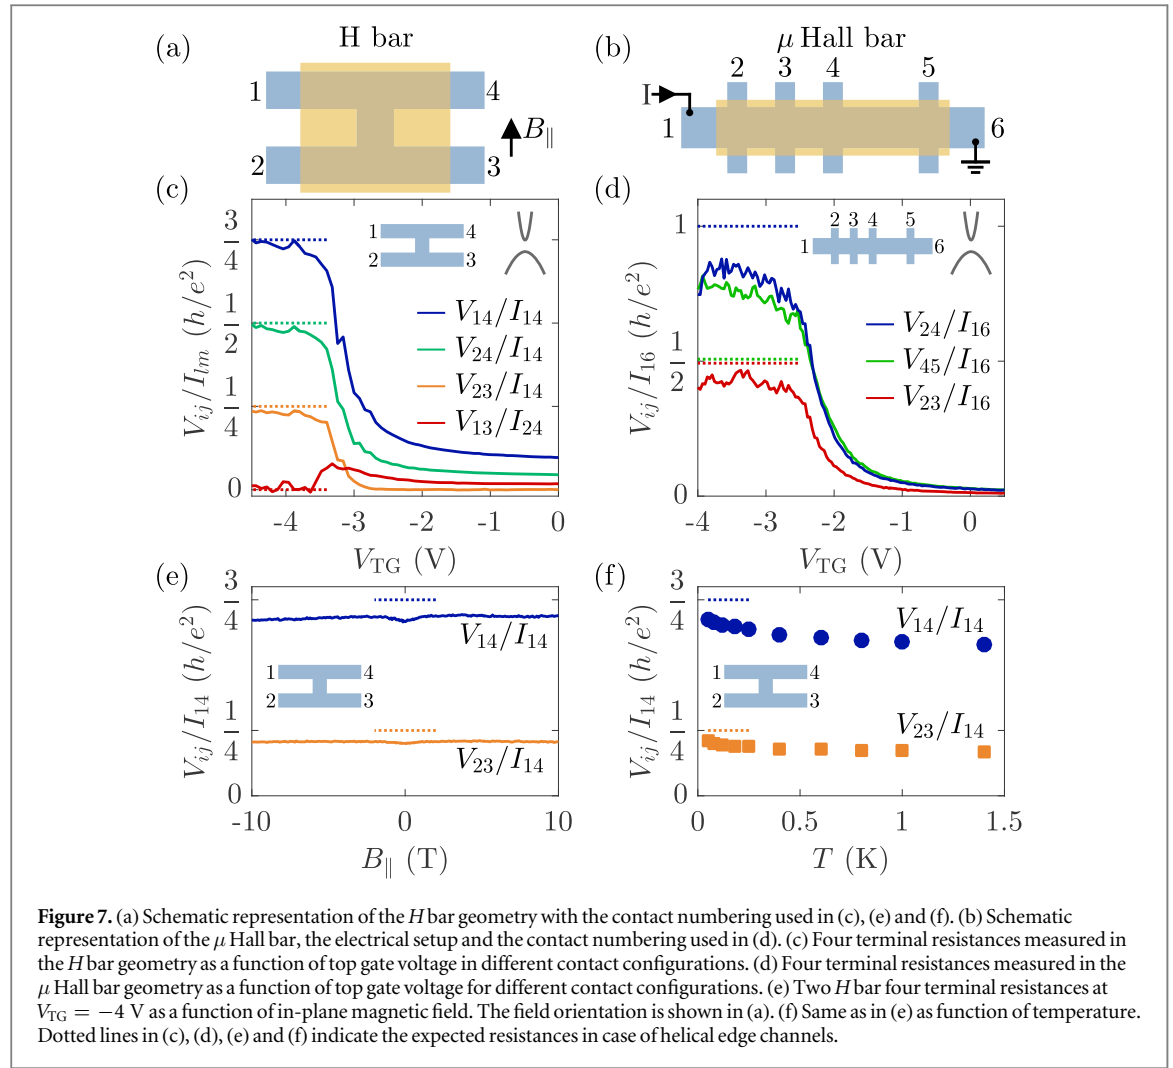 (a)
H bar
1
4
2
3
B∥
(b)
μ Hall bar
2 3 4 5
I
1
6
(c)
3/4
1/2
1/4
0
V_ij/I_lm (h/e²)
1 4
2 3
V₁₄/I₁₄
V₂₄/I₁₄
V₂₃/I₁₄
V₁₃/I₂₄
-4 -3 -2 -1 0
V_TG (V)
(d)
1
1/2
0
V_ij/I₁₆ (h/e²)
2 3 4 5
1 6
V₂₄/I₁₆
V₄₅/I₁₆
V₂₃/I₁₆
-4 -3 -2 -1 0
V_TG (V)
(e)
3/4
1/4
0
V_ij/I₁₄ (h/e²)
V₁₄/I₁₄
1 4
2 3
V₂₃/I₁₄
-10 0 10
B∥ (T)
(f)
3/4
1/4
0
V_ij/I₁₄ (h/e²)
V₁₄/I₁₄
1 4
2 3
V₂₃/I₁₄
0 0.5 1 1.5
T (K)
Figure 7. (a) Schematic representation of the H bar geometry with the contact numbering used in (c), (e) and (f). (b) Schematic
representation of the μ Hall bar, the electrical setup and the contact numbering used in (d). (c) Four terminal resistances measured in
the H bar geometry as a function of top gate voltage in different contact configurations. (d) Four terminal resistances measured in the
μ Hall bar geometry as a function of top gate voltage for different contact configurations. (e) Two H bar four terminal resistances at
V_TG = −4 V as a function of in-plane magnetic field. The field orientation is shown in (a). (f) Same as in (e) as function of temperature.
Dotted lines in (c), (d), (e) and (f) indicate the expected resistances in case of helical edge channels.